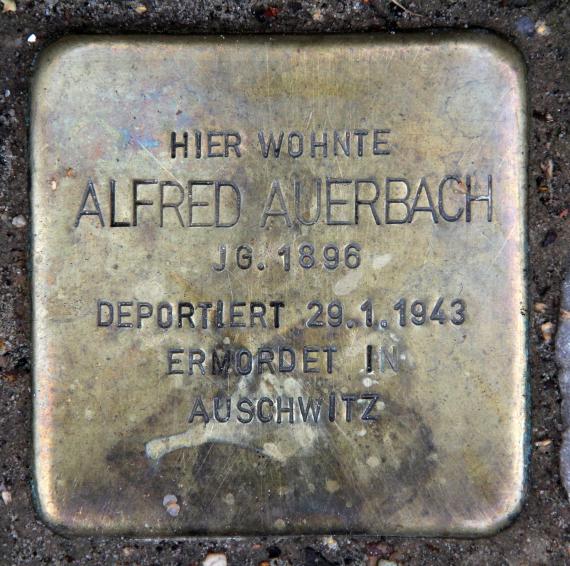 HIER WOHNTE
ALFRED AUERBACH
JG. 1896
DEPORTIERT 29.1.1943
ERMORDET IN
AUSCHWITZ